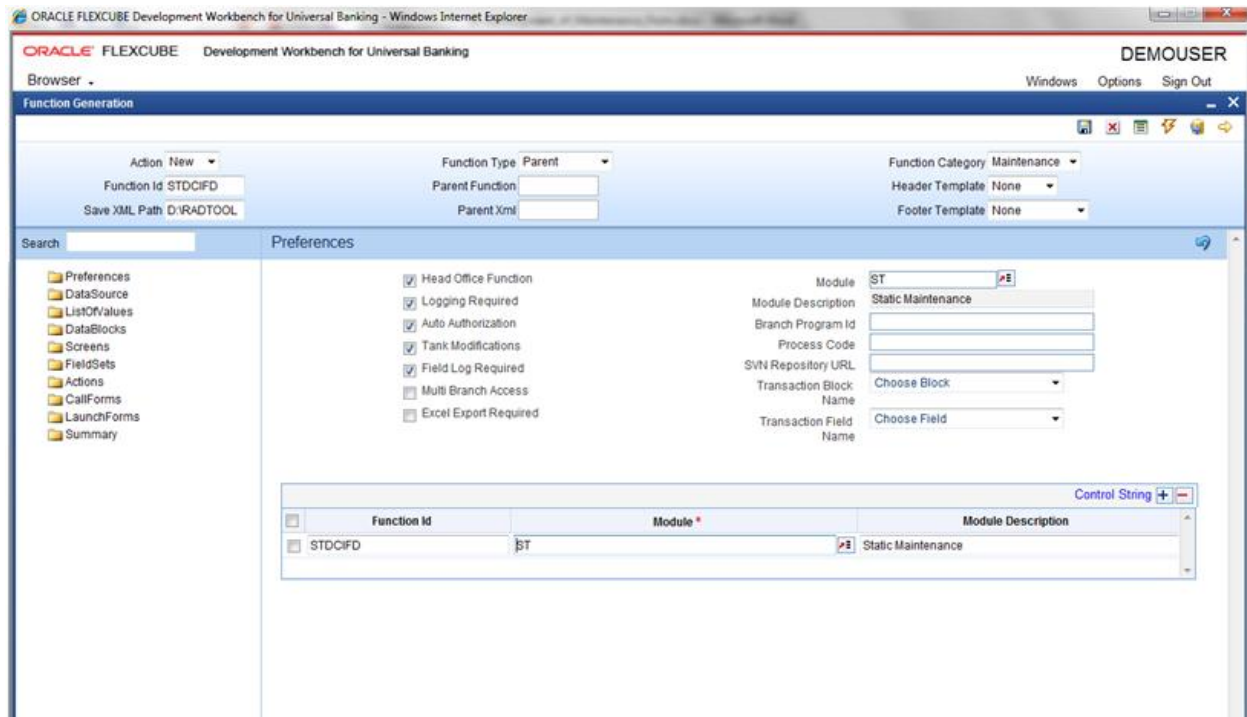 ORACLE FLEXCUBE Development Workbench for Universal Banking - Windows Internet Explorer
ORACLE FLEXCUBE Development Workbench for Universal Banking DEMOUSER
Browser Windows Options Sign Out
Function Generation
Action New Function Type Parent Function Category Maintenance
Function Id STDCIFD Parent Function Header Template None
Save XML Path D:\RADTOOL Parent Xml Footer Template None
Search Preferences
Preferences
DataSource
ListOfValues
DataBlocks
Screens
FieldSets
Actions
CallForms
LaunchForms
Summary
Head Office Function
Logging Required
Auto Authorization
Tank Modifications
Field Log Required
Multi Branch Access
Excel Export Required
Module ST
Module Description Static Maintenance
Branch Program Id
Process Code
SVN Repository URL
Transaction Block Choose Block
Name
Transaction Field Choose Field
Name
Control String
Function Id Module * Module Description
STDCIFD ST Static Maintenance